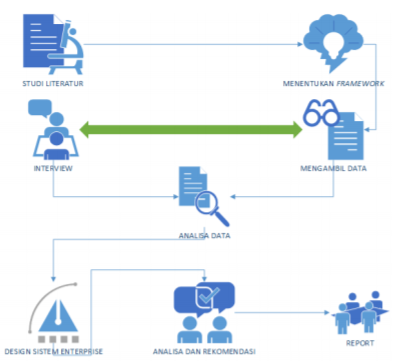 STUDI LITERATUR
MENENTUKAN FRAMEWORK
INTERVIEW
MENGAMBIL DATA
ANALISA DATA
DESIGN SISTEM ENTERPRISE
ANALISA DAN REKOMENDASI
REPORT